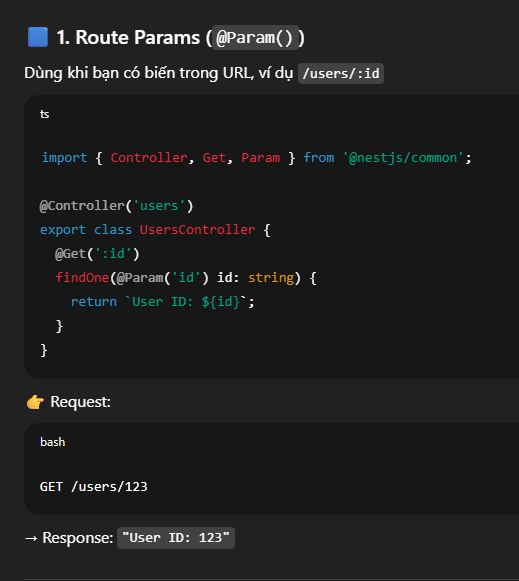 🟦 1. Route Params (@Param())
Dùng khi bạn có biến trong URL, ví dụ /users/:id
ts
import { Controller, Get, Param } from '@nestjs/common';
@Controller('users')
export class UsersController {
  @Get(':id')
  findOne(@Param('id') id: string) {
    return `User ID: ${id}`;
  }
}
👉 Request:
bash
GET /users/123
→ Response: "User ID: 123"